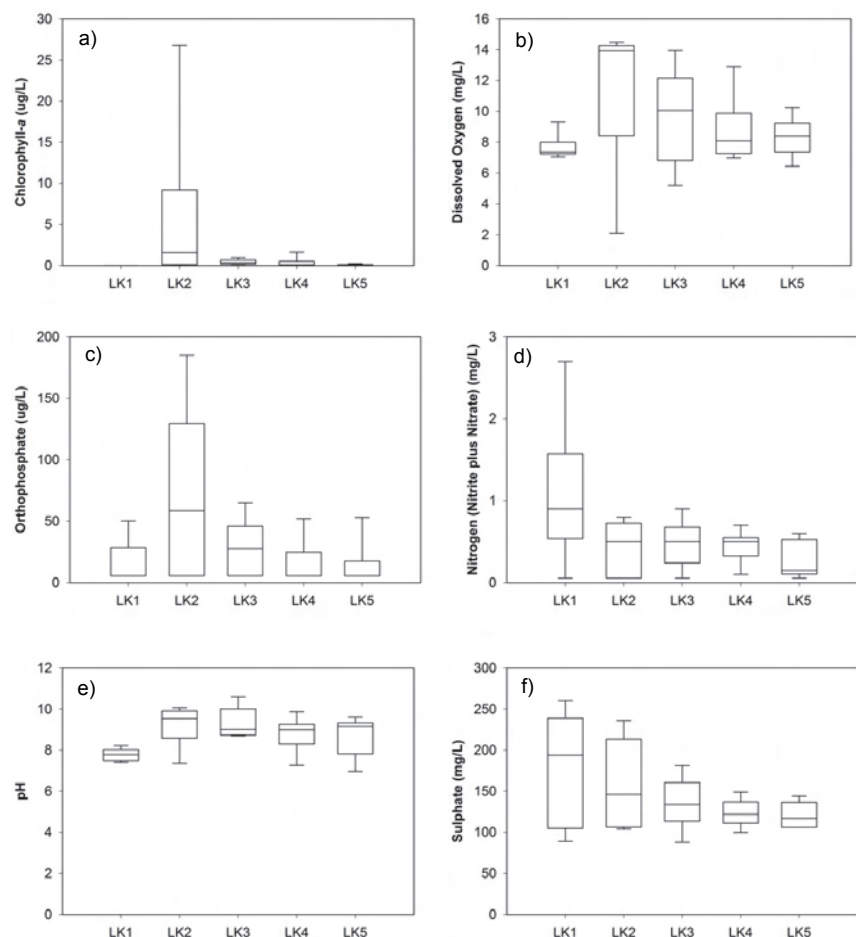 a)
Chlorophyll-a (ug/L)
30
25
20
15
10
5
0
LK1 LK2 LK3 LK4 LK5
b)
Dissolved Oxygen (mg/L)
16
14
12
10
8
6
4
2
0
LK1 LK2 LK3 LK4 LK5
c)
Orthophosphate (ug/L)
200
150
100
50
0
LK1 LK2 LK3 LK4 LK5
d)
Nitrogen (Nitrite plus Nitrate) (mg/L)
3
2
1
0
LK1 LK2 LK3 LK4 LK5
e)
pH
12
10
8
6
4
2
0
LK1 LK2 LK3 LK4 LK5
f)
Sulphate (mg/L)
300
250
200
150
100
50
0
LK1 LK2 LK3 LK4 LK5